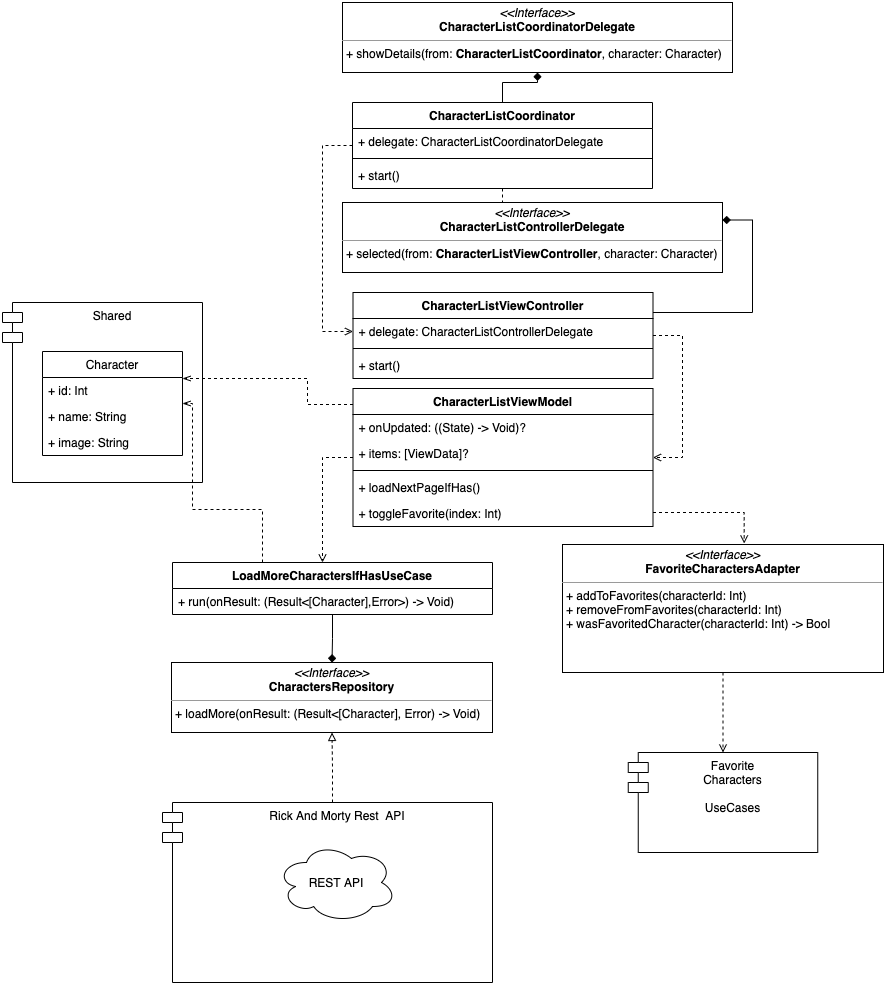 <<Interface>>
CharacterListCoordinatorDelegate
+ showDetails(from: CharacterListCoordinator, character: Character)
CharacterListCoordinator
+ delegate: CharacterListCoordinatorDelegate
+ start()
<<Interface>>
CharacterListControllerDelegate
+ selected(from: CharacterListViewController, character: Character)
CharacterListViewController
+ delegate: CharacterListControllerDelegate
+ start()
Shared
Character
+ id: Int
+ name: String
+ image: String
CharacterListViewModel
+ onUpdated: ((State) -> Void)?
+ items: [ViewData]?
+ loadNextPageIfHas()
+ toggleFavorite(index: Int)
LoadMoreCharactersIfHasUseCase
+ run(onResult: (Result<[Character],Error>) -> Void)
<<Interface>>
FavoriteCharactersAdapter
+ addToFavorites(characterId: Int)
+ removeFromFavorites(characterId: Int)
+ wasFavoritedCharacter(characterId: Int) -> Bool
<<Interface>>
CharactersRepository
+ loadMore(onResult: (Result<[Character], Error) -> Void)
Favorite
Characters
UseCases
Rick And Morty Rest API
REST API